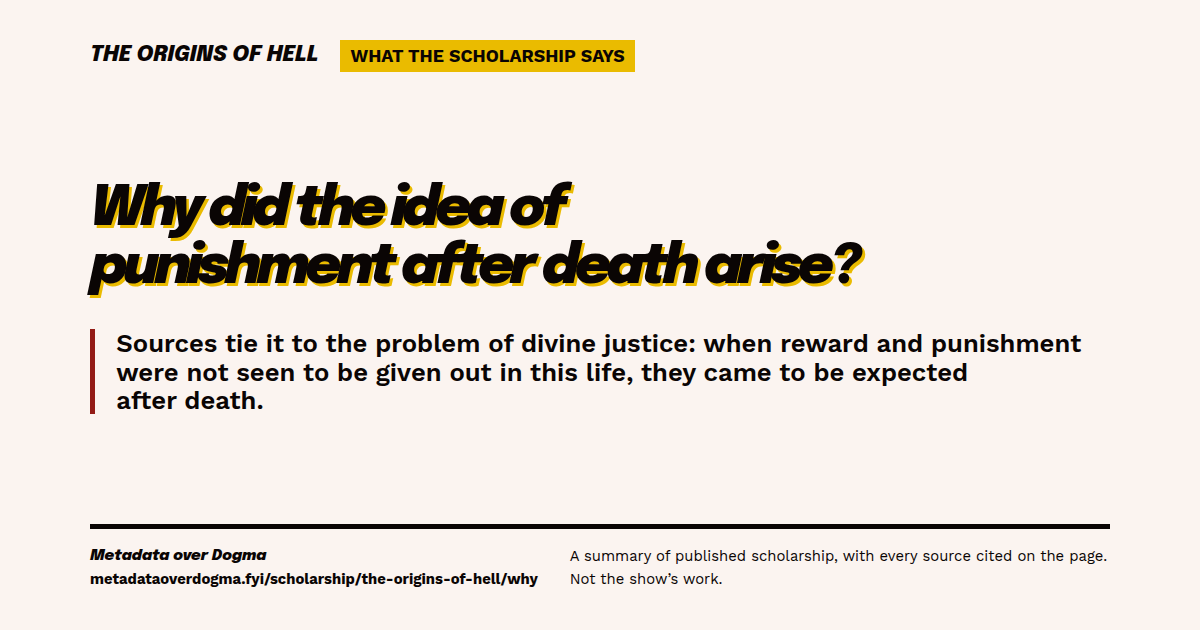 THE ORIGINS OF HELL
WHAT THE SCHOLARSHIP SAYS
Why did the idea of
punishment after death arise?
Sources tie it to the problem of divine justice: when reward and punishment
were not seen to be given out in this life, they came to be expected
after death.
Metadata over Dogma
metadataoverdogma.fyi/scholarship/the-origins-of-hell/why
A summary of published scholarship, with every source cited on the page.
Not the show’s work.